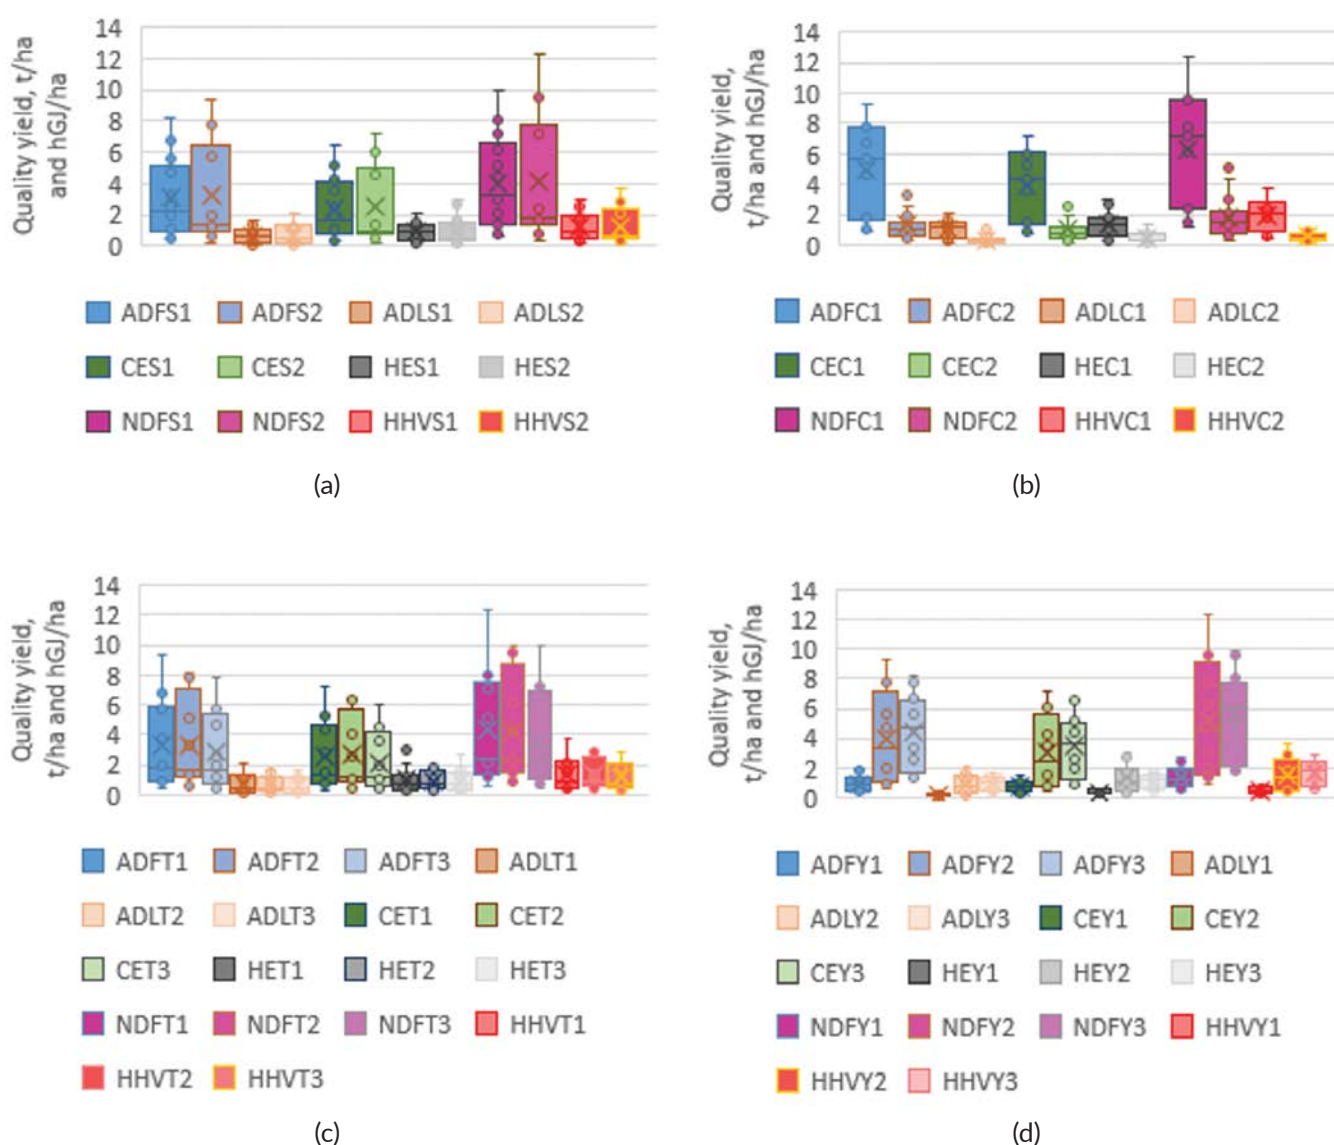 Quality yield, t/ha
and hGJ/ha
14
12
10
8
6
4
2
0
ADFS1 ADFS2 ADLS1 ADLS2
CES1 CES2 HES1 HES2
NDFS1 NDFS2 HHVS1 HHVS2
(a)
Quality yield,
t/ha and hGJ/ha
14
12
10
8
6
4
2
0
ADFC1 ADFC2 ADLC1 ADLC2
CEC1 CEC2 HEC1 HEC2
NDFC1 NDFC2 HHVC1 HHVC2
(b)
Quality yield,
t/ha and hGJ/ha
14
12
10
8
6
4
2
0
ADFT1 ADFT2 ADFT3 ADLT1
ADLT2 ADLT3 CET1 CET2
CET3 HET1 HET2 HET3
NDFT1 NDFT2 NDFT3 HHVT1
HHVT2 HHVT3
(c)
Quality yield,
t/ha and hGJ/ha
14
12
10
8
6
4
2
0
ADFY1 ADFY2 ADFY3 ADLY1
ADLY2 ADLY3 CEY1 CEY2
CEY3 HEY1 HEY2 HEY3
NDFY1 NDFY2 NDFY3 HHVY1
HHVY2 HHVY3
(d)